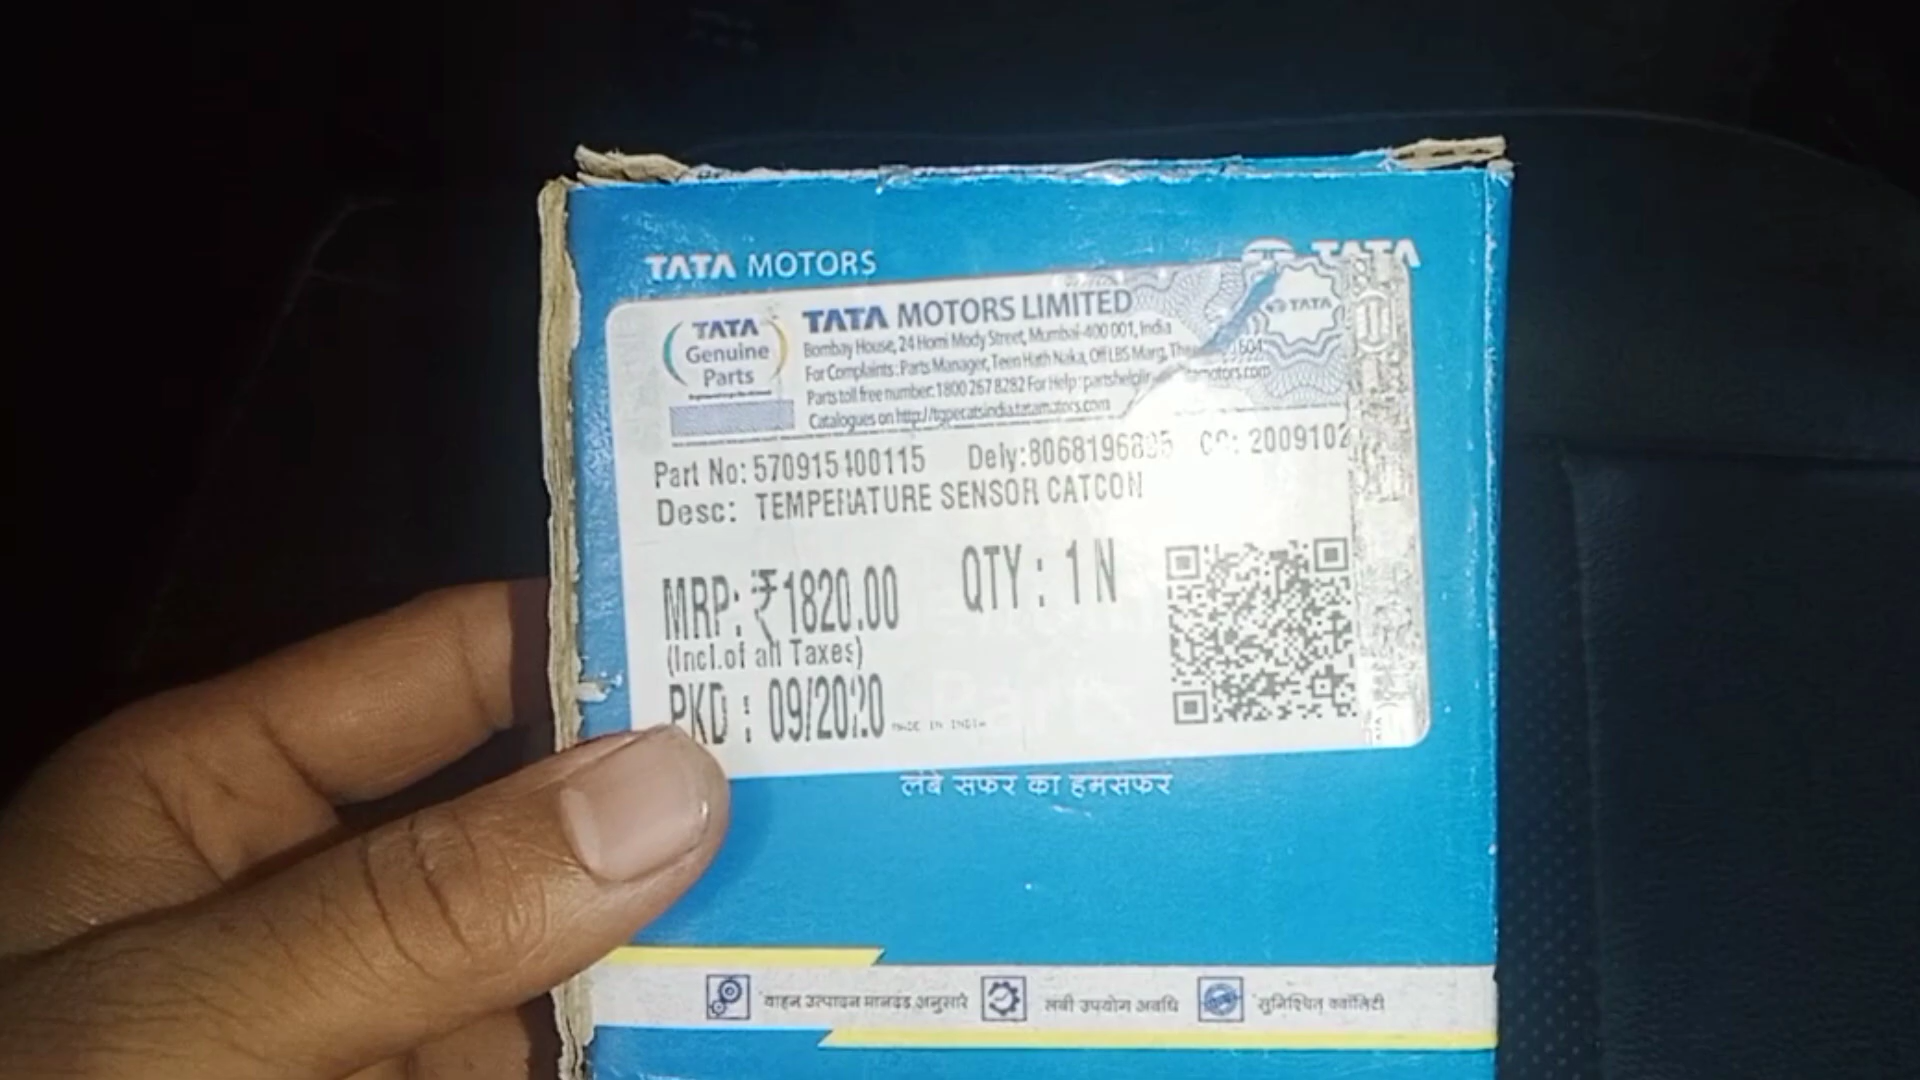 TATA MOTORS
TATA
TATA Genuine Parts
TATA MOTORS LIMITED
TATA
Bombay House, 24 Homi Mody Street, Mumbai-400 001, India
For Complaints : Parts Manager, Teen Hath Naka, Off LBS Marg,
Parts toll free number: 1800 267 8282 For Help :
Catalogues on
Part No: 570915400115 Dely: CC: 2009102
Desc: TEMPERATURE SENSOR CATCON
MRP: ₹1820.00 QTY : 1 N
(Incl.of all Taxes)
PKD : 09/2020 MADE IN INDIA
लंबे सफर का हमसफर
वाहन उत्पादन मानदंड अनुसार लंबी उपयोग अवधि सुनिश्चित क्वॉलिटी